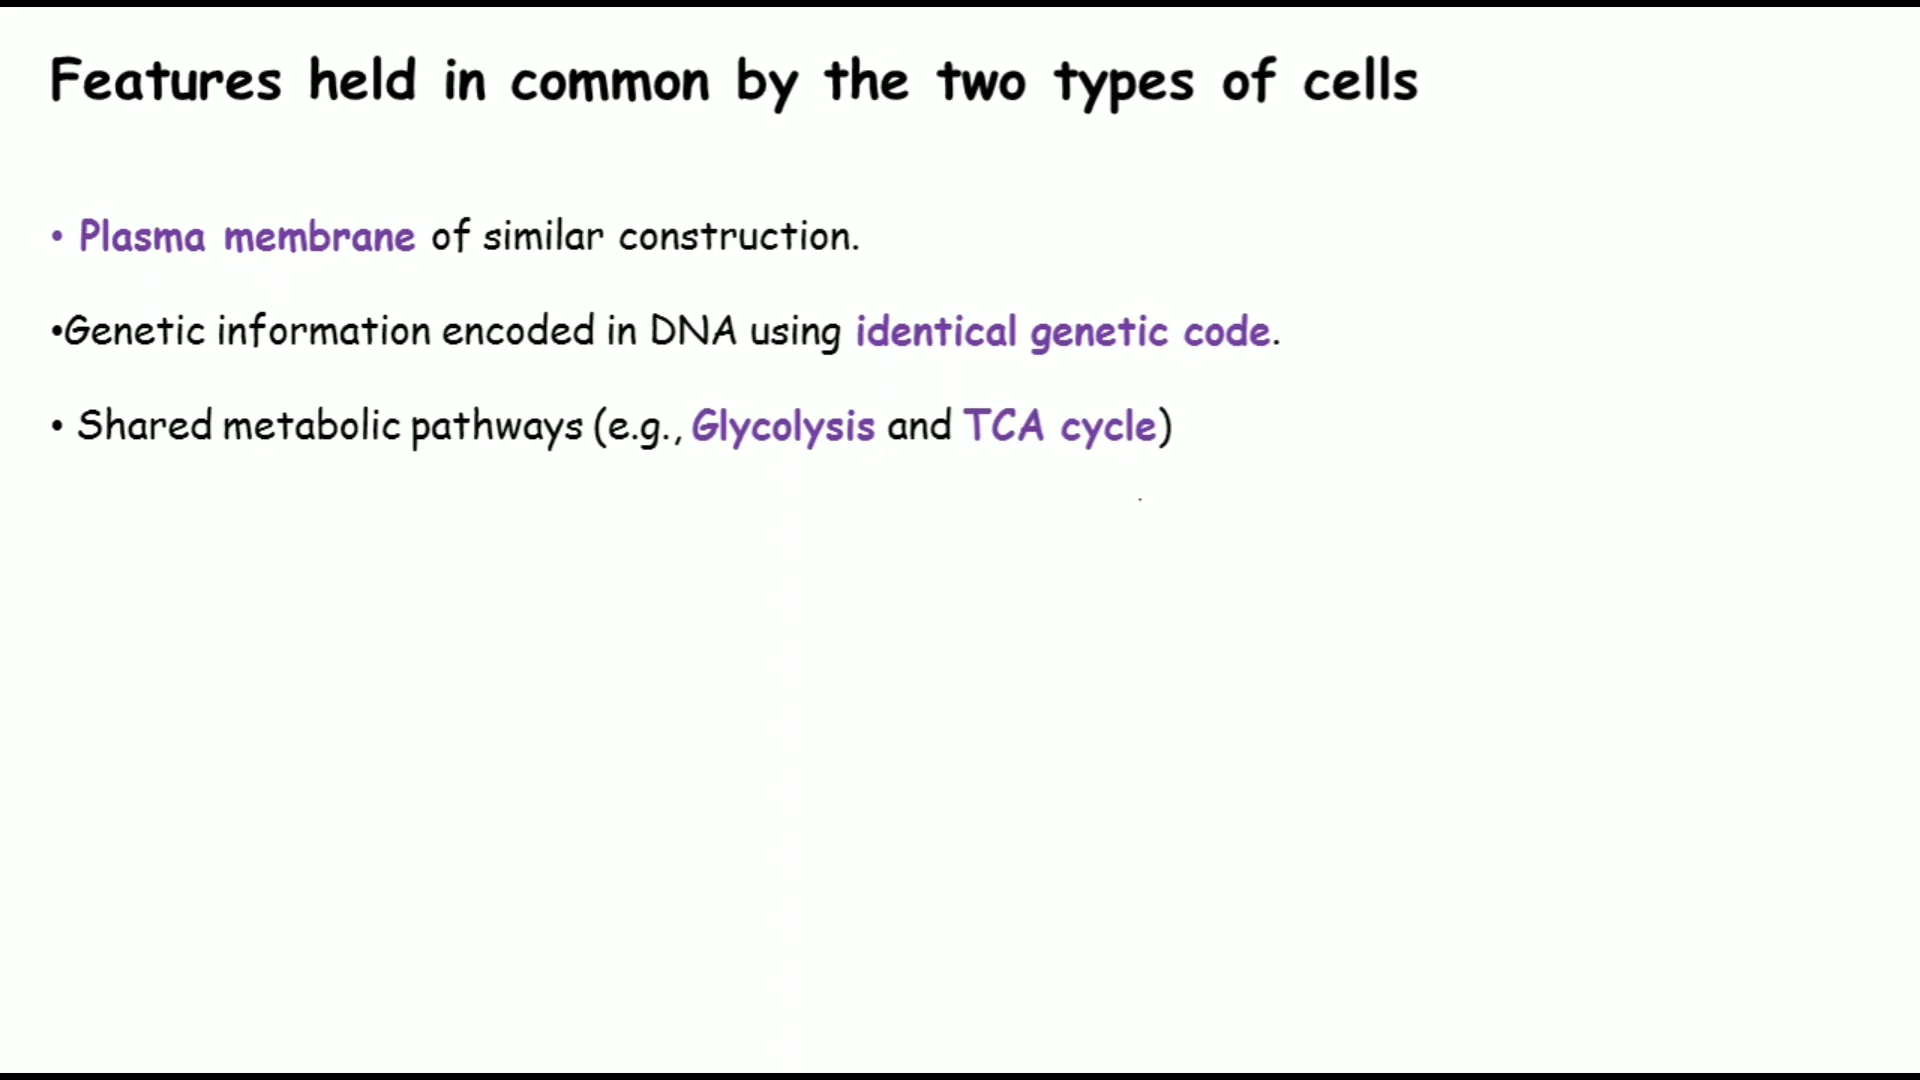 Features held in common by the two types of cells
• Plasma membrane of similar construction.
•Genetic information encoded in DNA using identical genetic code.
• Shared metabolic pathways (e.g., Glycolysis and TCA cycle)